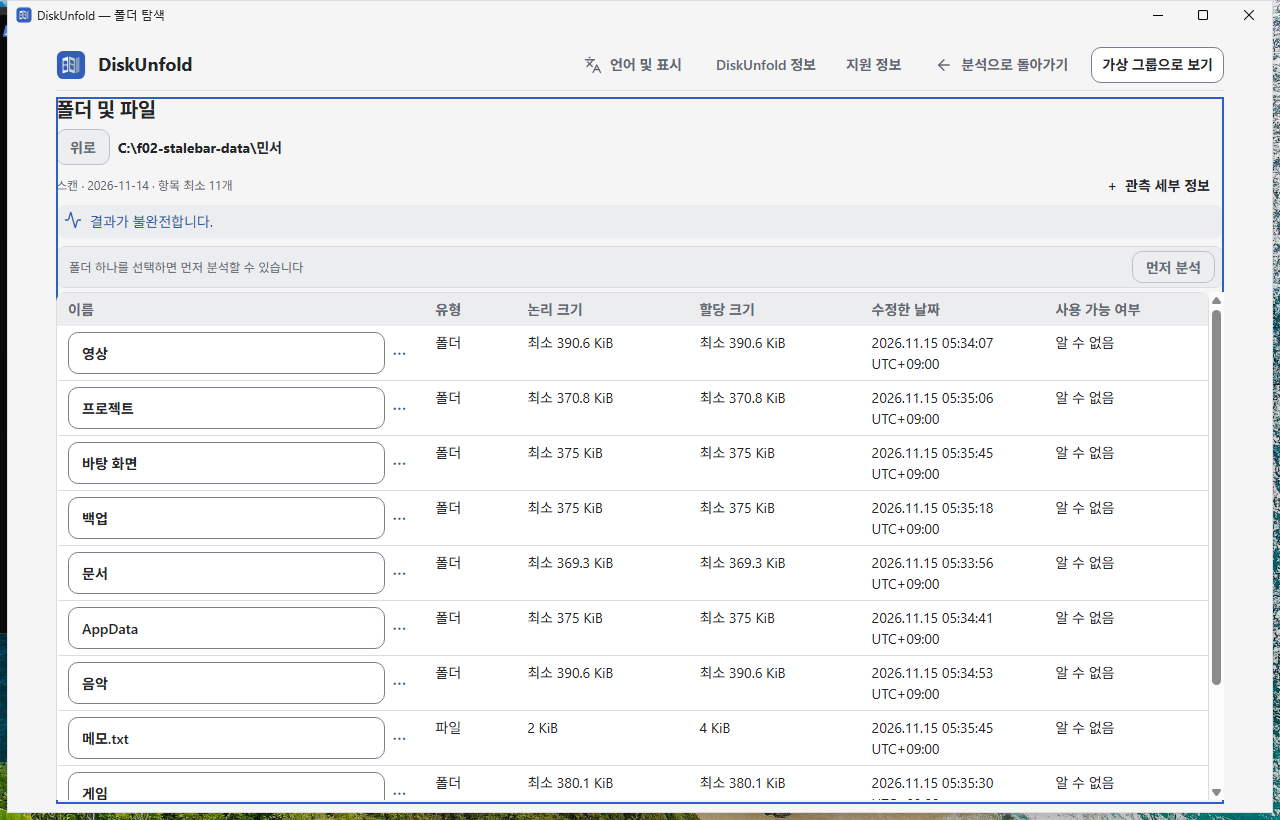 DiskUnfold — 폴더 탐색
DiskUnfold
언어 및 표시
DiskUnfold 정보
지원 정보
← 분석으로 돌아가기
가상 그룹으로 보기
폴더 및 파일
위로 C:\f02-stalebar-data\민서
스캔 · 2026-11-14 · 항목 최소 11개
+ 관측 세부 정보
결과가 불완전합니다.
폴더 하나를 선택하면 먼저 분석할 수 있습니다
먼저 분석
이름 유형 논리 크기 할당 크기 수정한 날짜 사용 가능 여부
영상 ... 폴더 최소 390.6 KiB 최소 390.6 KiB 2026.11.15 05:34:07 알 수 없음
UTC+09:00
프로젝트 ... 폴더 최소 370.8 KiB 최소 370.8 KiB 2026.11.15 05:35:06 알 수 없음
UTC+09:00
바탕 화면 ... 폴더 최소 375 KiB 최소 375 KiB 2026.11.15 05:35:45 알 수 없음
UTC+09:00
백업 ... 폴더 최소 375 KiB 최소 375 KiB 2026.11.15 05:35:18 알 수 없음
UTC+09:00
문서 ... 폴더 최소 369.3 KiB 최소 369.3 KiB 2026.11.15 05:33:56 알 수 없음
UTC+09:00
AppData ... 폴더 최소 375 KiB 최소 375 KiB 2026.11.15 05:34:41 알 수 없음
UTC+09:00
음악 ... 폴더 최소 390.6 KiB 최소 390.6 KiB 2026.11.15 05:34:53 알 수 없음
UTC+09:00
메모.txt ... 파일 2 KiB 4 KiB 2026.11.15 05:35:45 알 수 없음
UTC+09:00
게임 ... 폴더 최소 380.1 KiB 최소 380.1 KiB 2026.11.15 05:35:30 알 수 없음